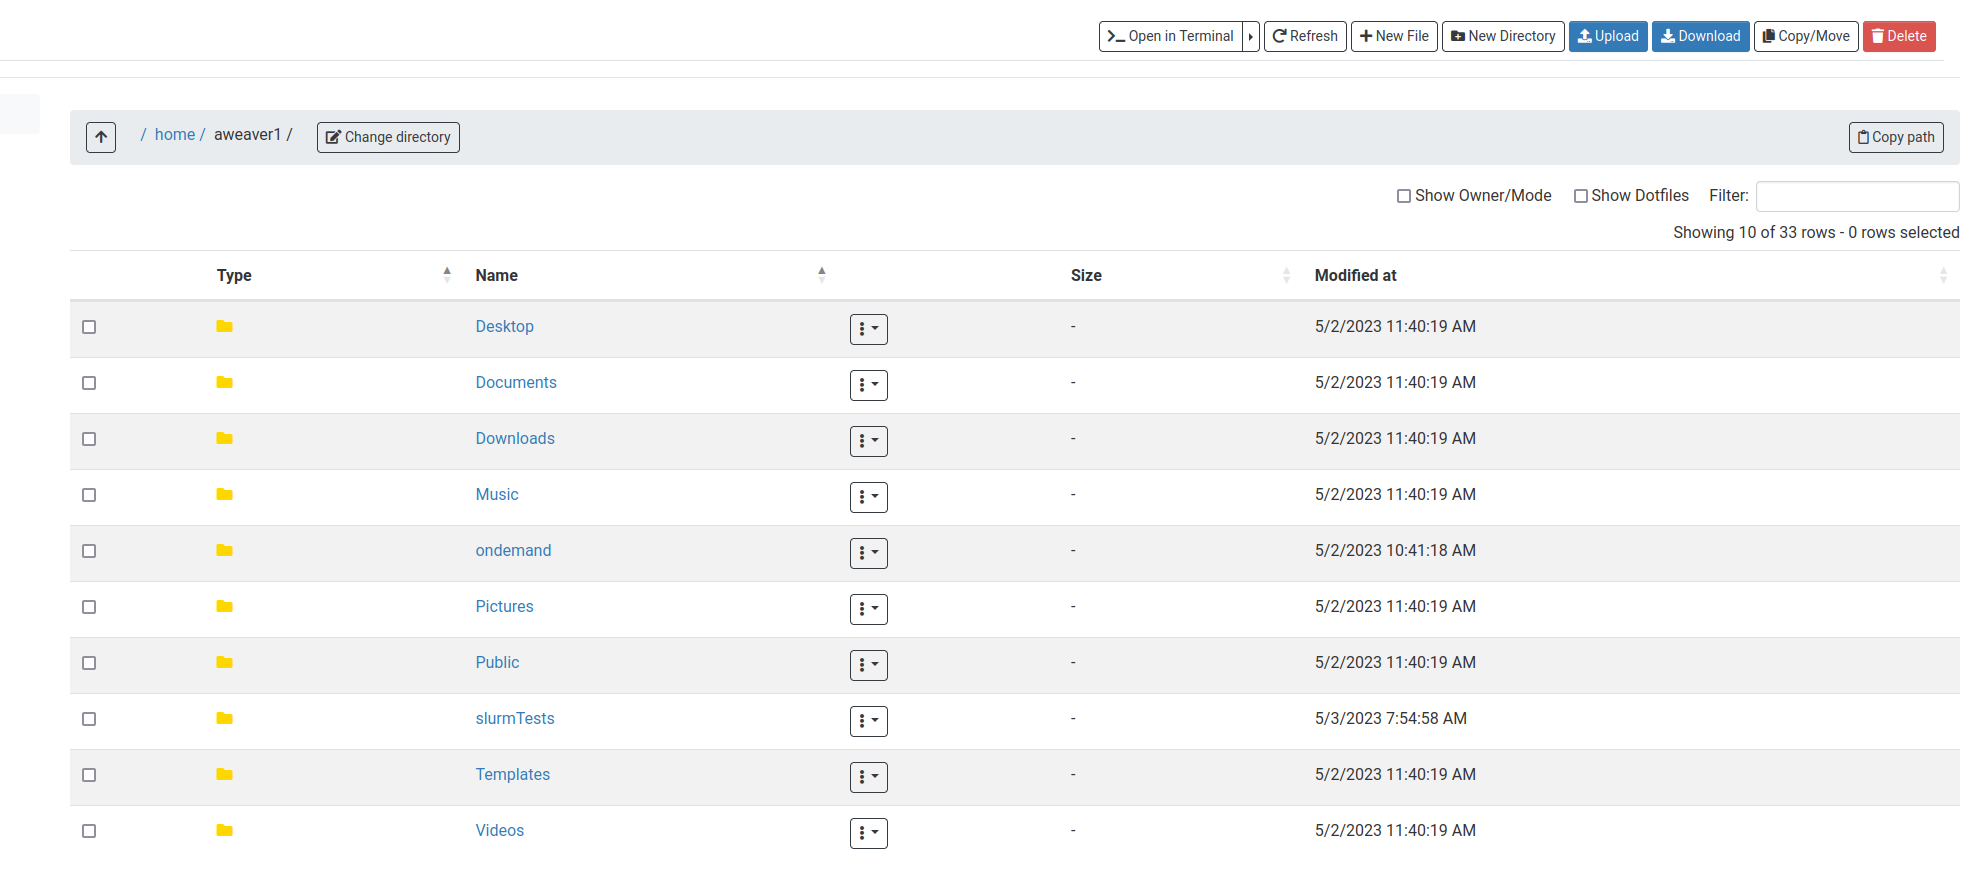 Open in Terminal Refresh New File New Directory Upload Download Copy/Move Delete
/ home / aweaver1 / Change directory Copy path
Show Owner/Mode Show Dotfiles Filter:
Showing 10 of 33 rows - 0 rows selected
Type Name Size Modified at
Desktop - 5/2/2023 11:40:19 AM
Documents - 5/2/2023 11:40:19 AM
Downloads - 5/2/2023 11:40:19 AM
Music - 5/2/2023 11:40:19 AM
ondemand - 5/2/2023 10:41:18 AM
Pictures - 5/2/2023 11:40:19 AM
Public - 5/2/2023 11:40:19 AM
slurmTests - 5/3/2023 7:54:58 AM
Templates - 5/2/2023 11:40:19 AM
Videos - 5/2/2023 11:40:19 AM